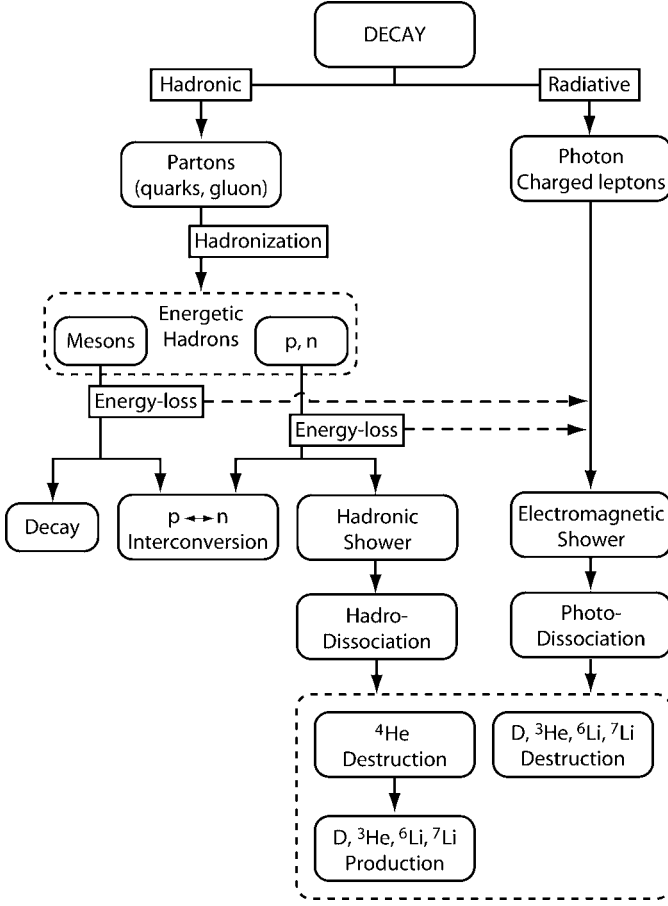 DECAY
Hadronic
Radiative
Partons
(quarks, gluon)
Photon
Charged leptons
Hadronization
Energetic
Hadrons
Mesons
p, n
Energy-loss
Energy-loss
Decay
p ↔ n
Interconversion
Hadronic
Shower
Electromagnetic
Shower
Hadro-
Dissociation
Photo-
Dissociation
⁴He
Destruction
D, ³He, ⁶Li, ⁷Li
Destruction
D, ³He, ⁶Li, ⁷Li
Production